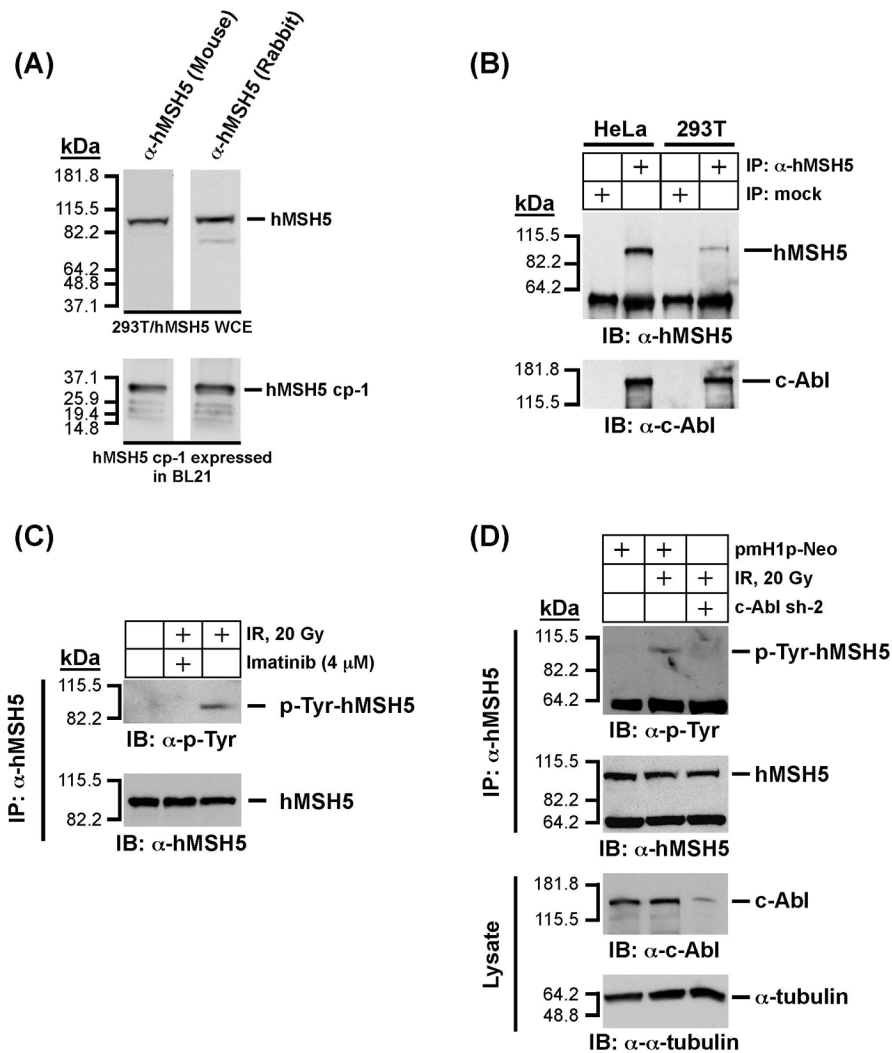 (A)
α-hMSH5 (Mouse)
α-hMSH5 (Rabbit)
kDa
181.8
115.5
82.2
64.2
48.8
37.1
hMSH5
293T/hMSH5 WCE
37.1
25.9
19.4
14.8
hMSH5 cp-1
hMSH5 cp-1 expressed
in BL21
(B)
HeLa 293T
+ + IP: α-hMSH5
+ + IP: mock
kDa
115.5
82.2
64.2
hMSH5
IB: α-hMSH5
181.8
115.5
c-Abl
IB: α-c-Abl
(C)
+ + IR, 20 Gy
+ Imatinib (4 μM)
kDa
115.5
82.2
p-Tyr-hMSH5
IB: α-p-Tyr
115.5
82.2
hMSH5
IB: α-hMSH5
IP: α-hMSH5
(D)
+ + pmH1p-Neo
+ + IR, 20 Gy
+ c-Abl sh-2
kDa
115.5
82.2
64.2
p-Tyr-hMSH5
IB: α-p-Tyr
115.5
82.2
64.2
hMSH5
IB: α-hMSH5
IP: α-hMSH5
181.8
115.5
c-Abl
IB: α-c-Abl
64.2
48.8
α-tubulin
IB: α-α-tubulin
Lysate